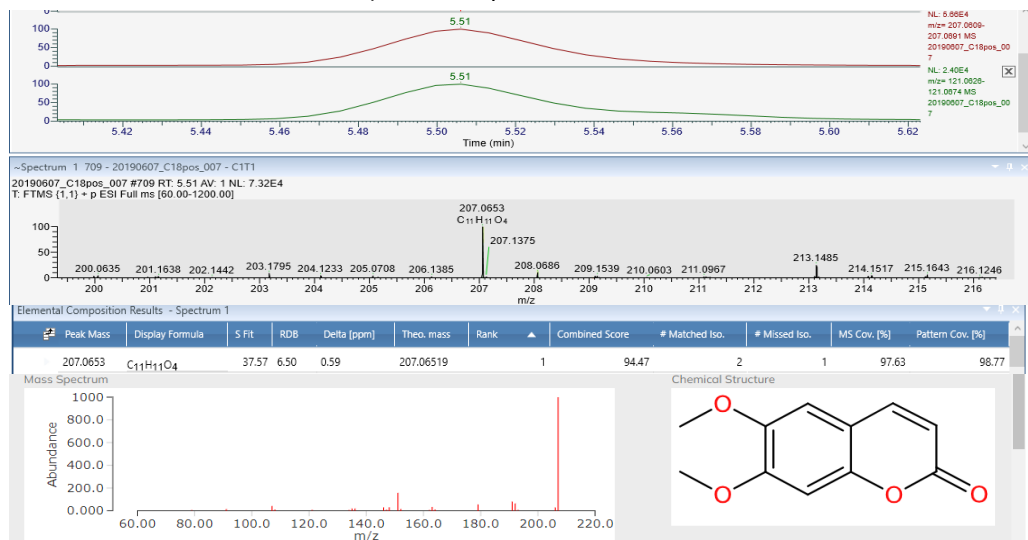 5.51
NL: 5.66E4
m/z= 207.0609-
207.0691 MS
20190607_C18pos_00
7
100
50
0
5.51
NL: 2.40E4
m/z= 121.0626-
121.0674 MS
20190607_C18pos_00
7
100
50
0
5.42 5.44 5.46 5.48 5.50 5.52 5.54 5.56 5.58 5.60 5.62
Time (min)
~Spectrum 1 709 - 20190607_C18pos_007 - C1T1
20190607_C18pos_007 #709 RT: 5.51 AV: 1 NL: 7.32E4
T: FTMS {1,1} + p ESI Full ms [60.00-1200.00]
207.0653
C11H11O4
100
207.1375
50
213.1485
200.0635 201.1638 202.1442 203.1795 204.1233 205.0708 206.1385 208.0686 209.1539 210.0603 211.0967 214.1517 215.1643 216.1246
0
200 201 202 203 204 205 206 207 208 209 210 211 212 213 214 215 216
m/z
Elemental Composition Results - Spectrum 1
Peak Mass Display Formula S Fit RDB Delta [ppm] Theo. mass Rank Combined Score # Matched Iso. # Missed Iso. MS Cov. [%] Pattern Cov. [%]
207.0653 C11H11O4 37.57 6.50 0.59 207.06519 1 94.47 2 1 97.63 98.77
Mass Spectrum
Chemical Structure
1000
800.0
600.0
400.0
200.0
0.000
Abundance
60.00 80.00 100.0 120.0 140.0 160.0 180.0 200.0 220.0
m/z
O
O
O
O